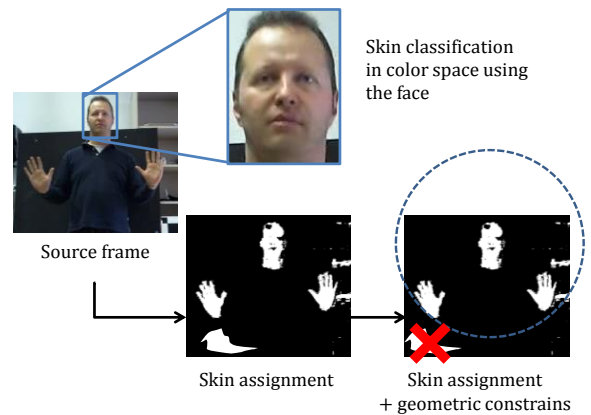 Skin classification
in color space using
the face
Source frame
Skin assignment
Skin assignment
+ geometric constrains